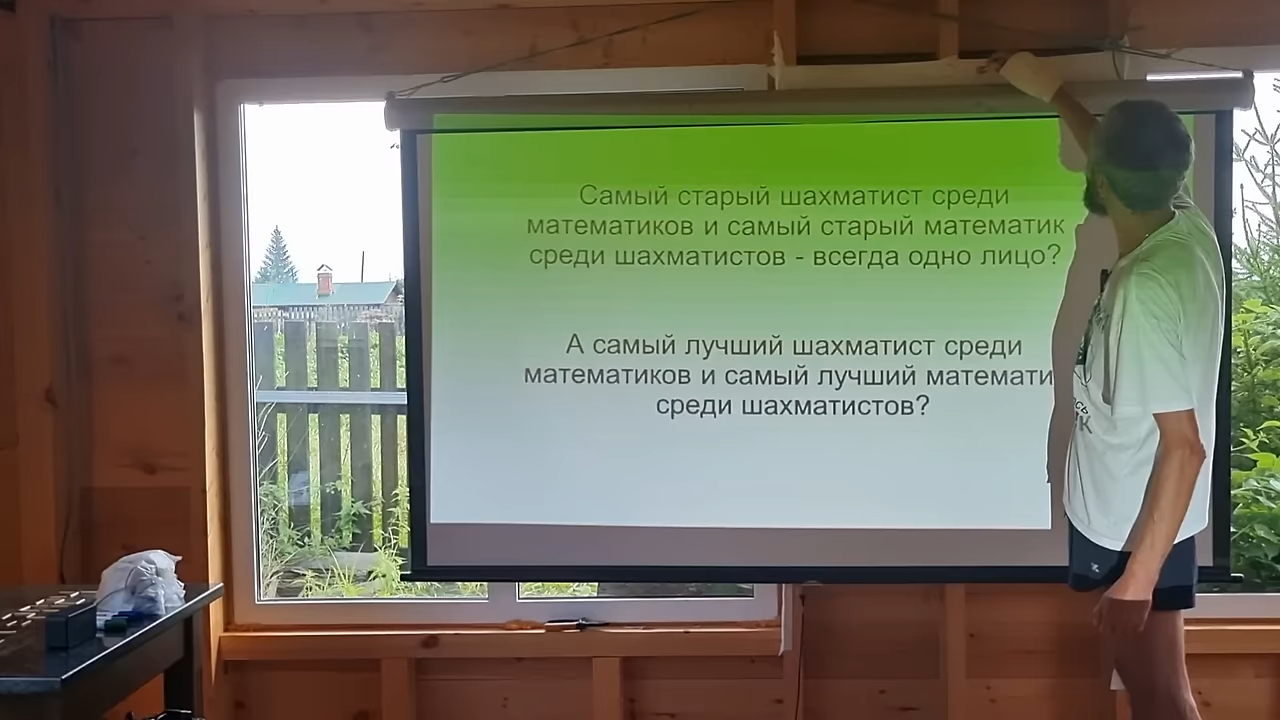 Самый старый шахматист среди
математиков и самый старый математик
среди шахматистов - всегда одно лицо?
А самый лучший шахматист среди
математиков и самый лучший математи
среди шахматистов?